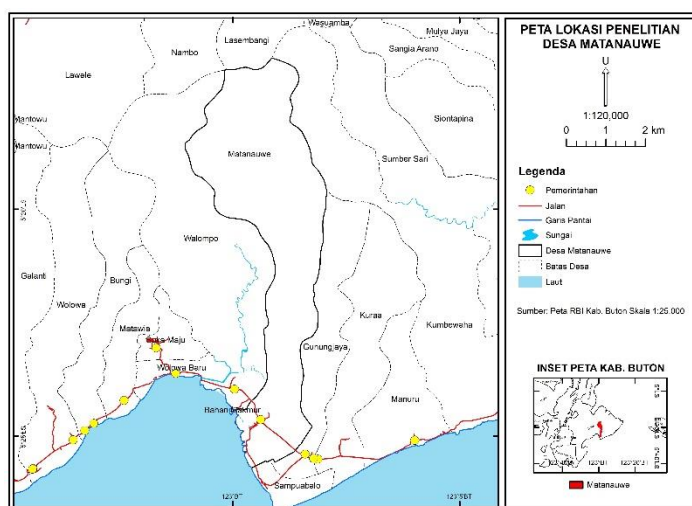 PETA LOKASI PENELITIAN
DESA MATANAUWE
U
1:120,000
0 1 2 km
Legenda
Pemerintahan
Jalan
Garis Pantai
Sungai
Desa Matanauwe
Batas Desa
Laut
Sumber: Peta RBI Kab. Buton Skala 1:25.000
INSET PETA KAB. BUTON
Matanauwe
Wasuamba
Lasembangi
Mulya Jaya
Nambo
Sangia Arano
Lawele
Siontapina
Mantowu
Mantowu
Matanauwe
Sumber Sari
Walompo
Galanti
Bungi
Wolowa
Kuraa
Kumbewaha
Matawia
Maju
Gunungjaya
Wolowa Baru
Manuru
Sampuabalo